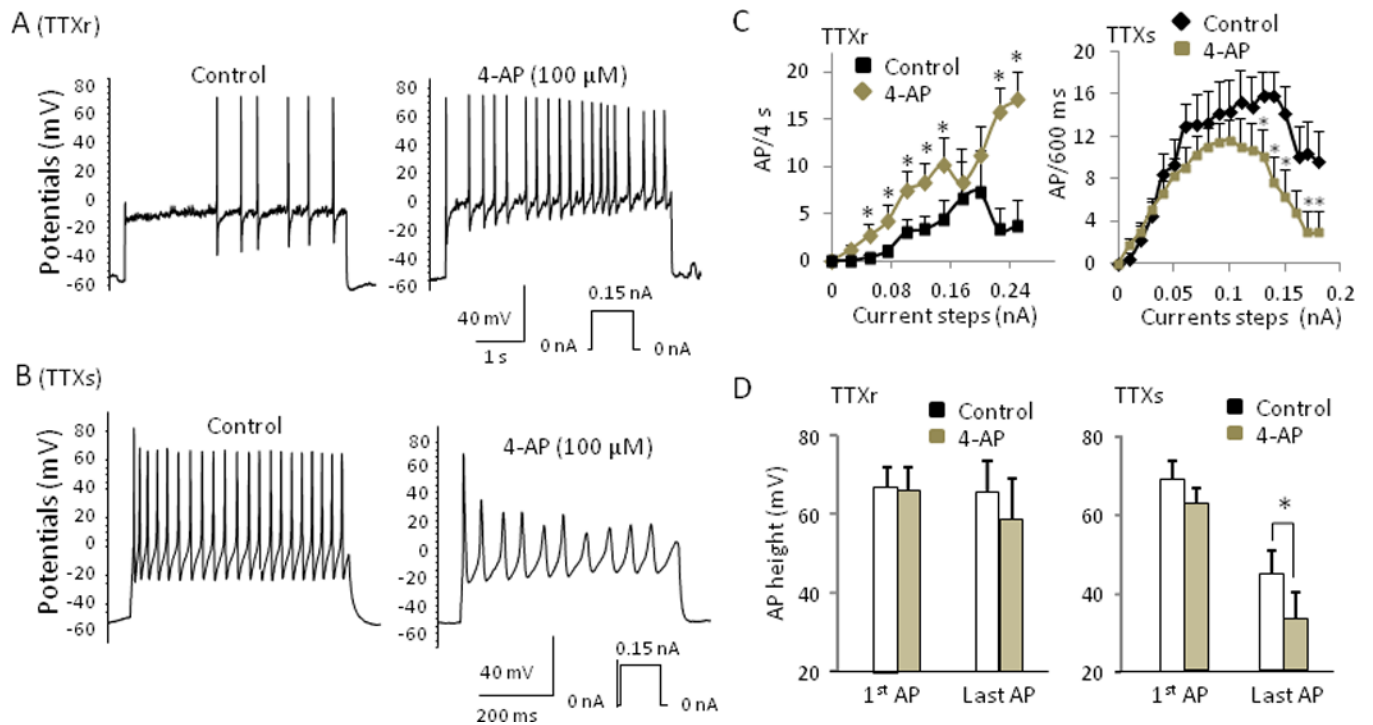 A (TTXr)
Control
4-AP (100 µM)
Potentials (mV)
80
60
40
20
0
-20
-40
-60
80
60
40
20
0
-20
-40
-60
40 mV
1 s
0.15 nA
0 nA
0 nA
B (TTXs)
Control
4-AP (100 µM)
Potentials (mV)
80
60
40
20
0
-20
-40
-60
80
60
40
20
0
-20
-40
-60
40 mV
200 ms
0.15 nA
0 nA
0 nA
C
TTXr
Control
4-AP
AP/4 s
20
15
10
5
0
* * * * * * *
0 0.08 0.16 0.24
Current steps (nA)
TTXs
Control
4-AP
AP/600 ms
20
16
12
8
4
0
* * * * *
0 0.05 0.1 0.15 0.2
Currents steps (nA)
D
TTXr
Control
4-AP
AP height (mV)
80
60
40
20
1st AP Last AP
TTXs
Control
4-AP
80
60
40
20
*
1st AP Last AP